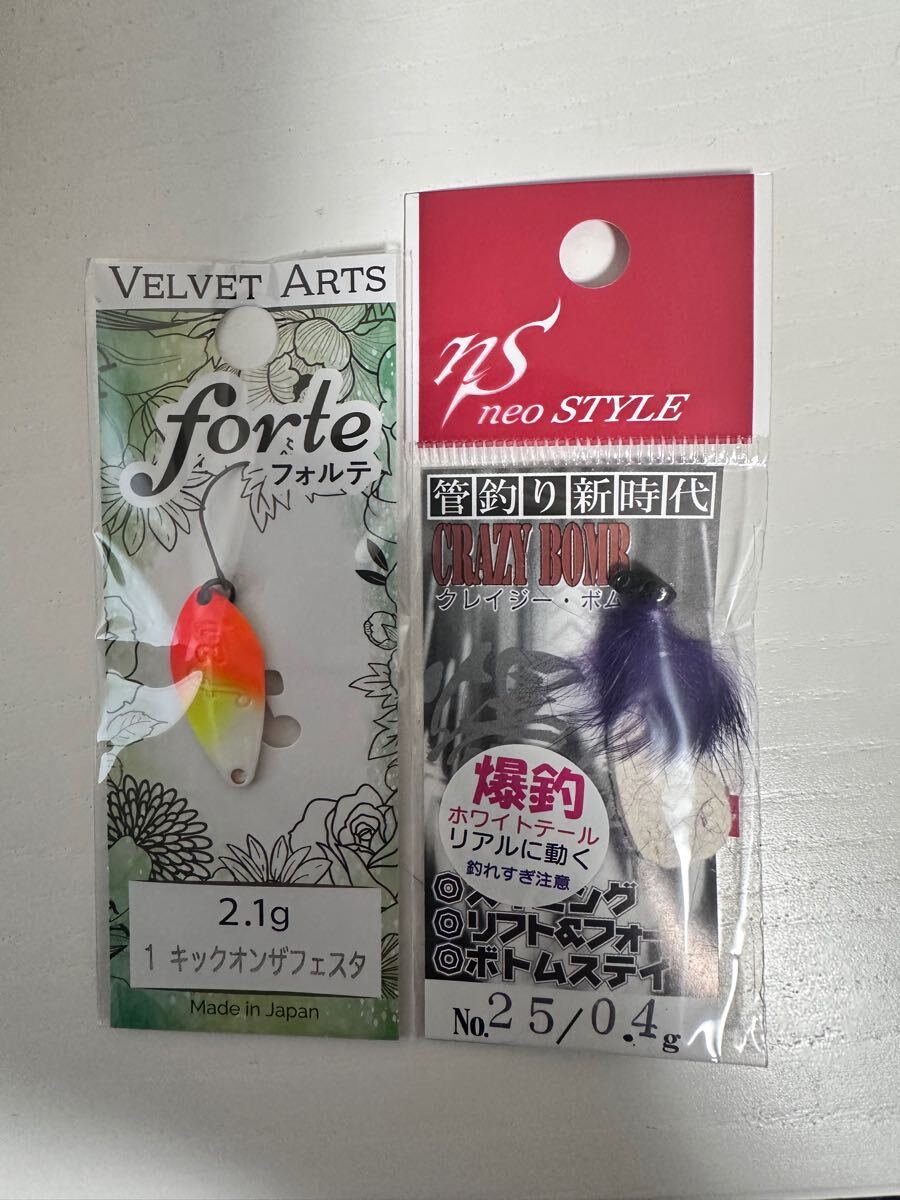 VELVET ARTS
forte
フォルテ
2.1g
1 キックオンザフェスタ
Made in Japan
ns
neo STYLE
管釣り新時代
CRAZY BOMB
クレイジー・ボム
爆釣
ホワイトテール
リアルに動く
釣れすぎ注意
リフト&フォー
ボトムステイ
No.25/0.4g